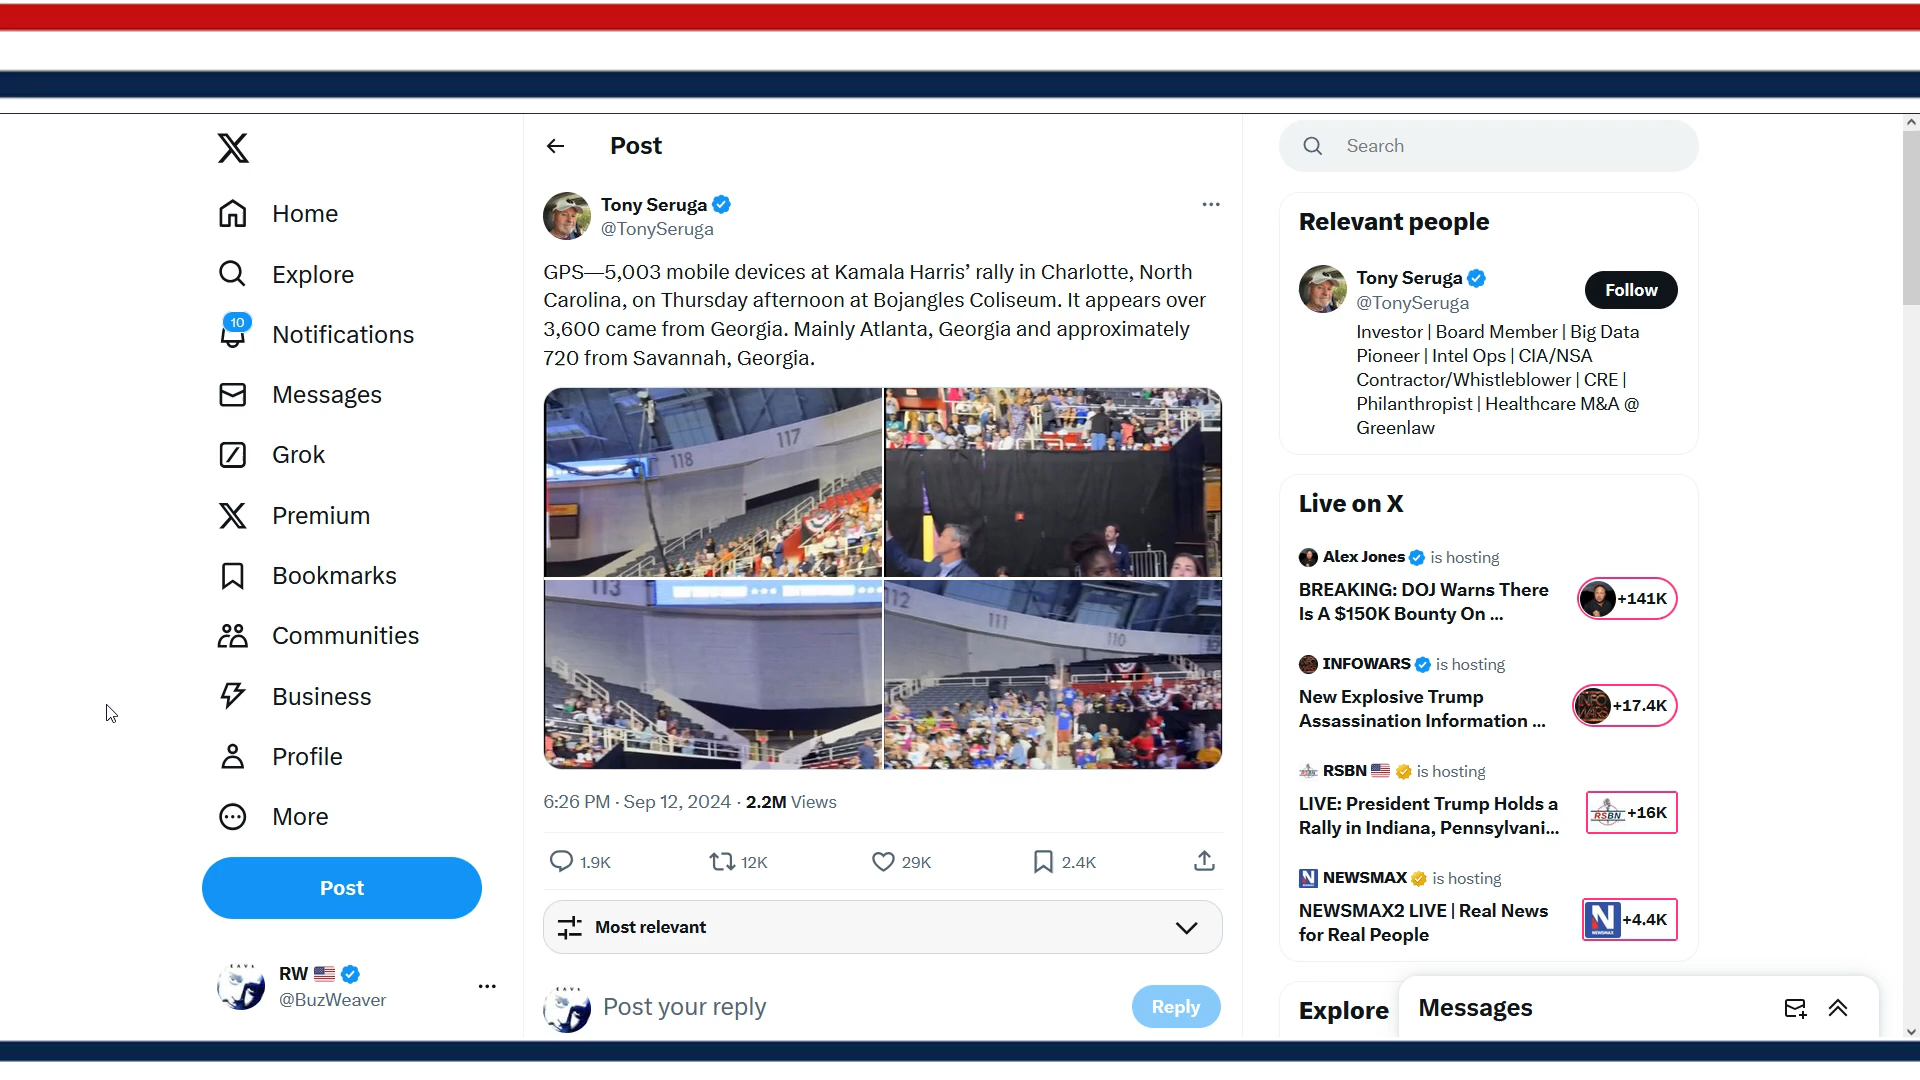 Home
Explore
10
Notifications
Messages
Grok
Premium
Bookmarks
Communities
Business
Profile
More
Post
RW
@BuzWeaver
Post
Tony Seruga
@TonySeruga
GPS—5,003 mobile devices at Kamala Harris’ rally in Charlotte, North
Carolina, on Thursday afternoon at Bojangles Coliseum. It appears over
3,600 came from Georgia. Mainly Atlanta, Georgia and approximately
720 from Savannah, Georgia.
118
117
113
112
111
110
6:26 PM · Sep 12, 2024 · 2.2M Views
1.9K
12K
29K
2.4K
Most relevant
Post your reply
Reply
Search
Relevant people
Tony Seruga
@TonySeruga
Follow
Investor | Board Member | Big Data
Pioneer | Intel Ops | CIA/NSA
Contractor/Whistleblower | CRE |
Philanthropist | Healthcare M&A @
Greenlaw
Live on X
Alex Jones is hosting
BREAKING: DOJ Warns There
Is A $150K Bounty On ...
+141K
INFOWARS is hosting
New Explosive Trump
Assassination Information ...
+17.4K
RSBN is hosting
LIVE: President Trump Holds a
Rally in Indiana, Pennsylvani...
RSBN
+16K
NEWSMAX is hosting
NEWSMAX2 LIVE | Real News
for Real People
N
NEWSMAX
+4.4K
Explore
Messages